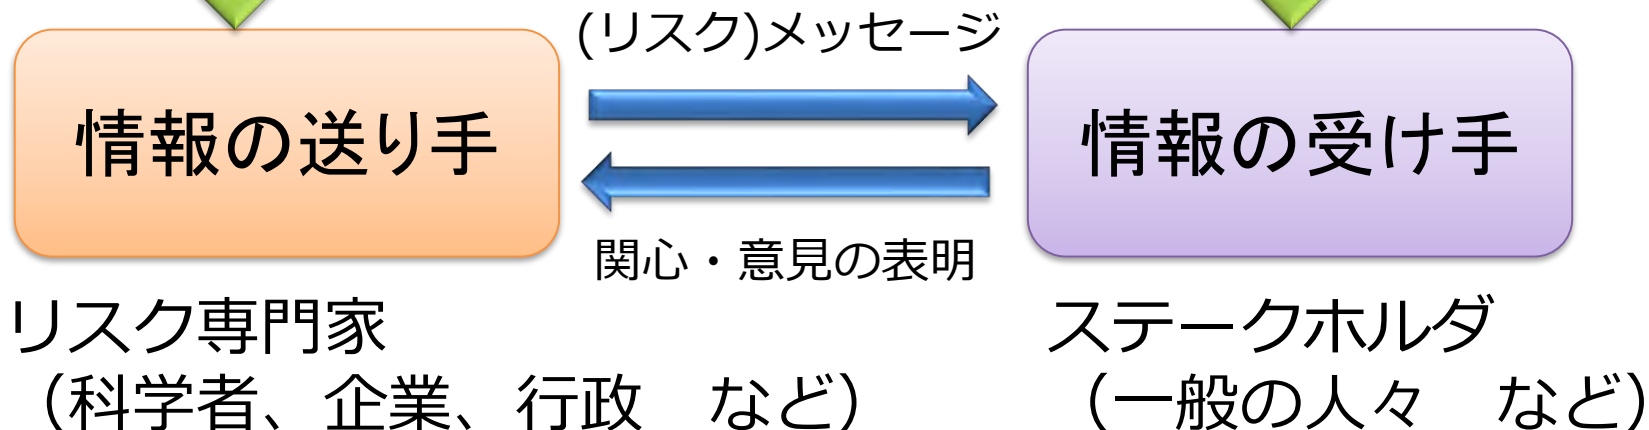 (リスク)メッセージ
情報の送り手
情報の受け手
関心・意見の表明
リスク専門家
（科学者、企業、行政　など）
ステークホルダ
（一般の人々　など）